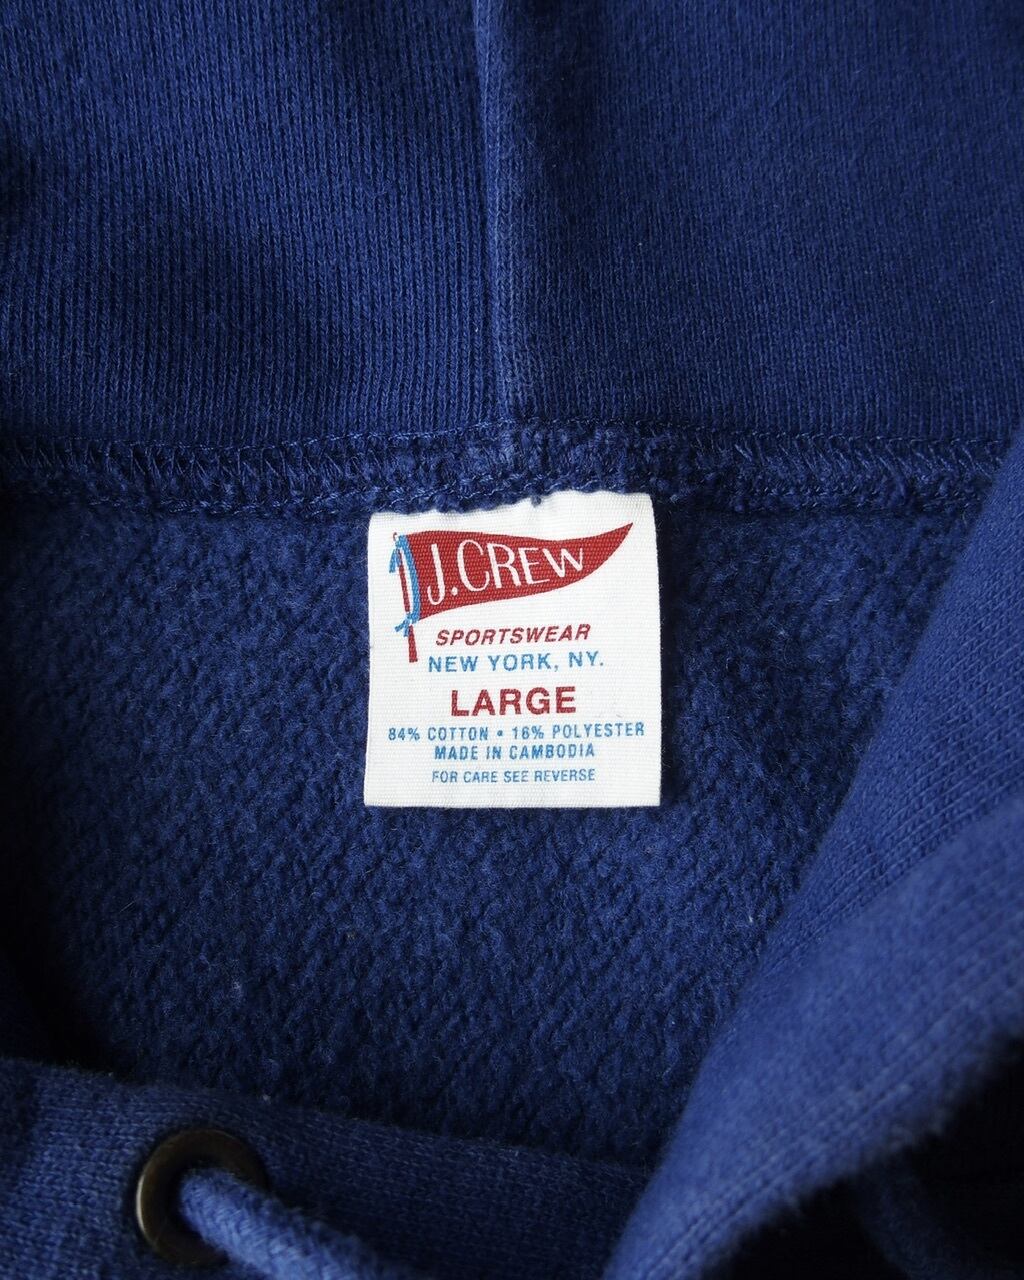 J.CREW
SPORTSWEAR
NEW YORK, NY.
LARGE
84% COTTON • 16% POLYESTER
MADE IN CAMBODIA
FOR CARE SEE REVERSE